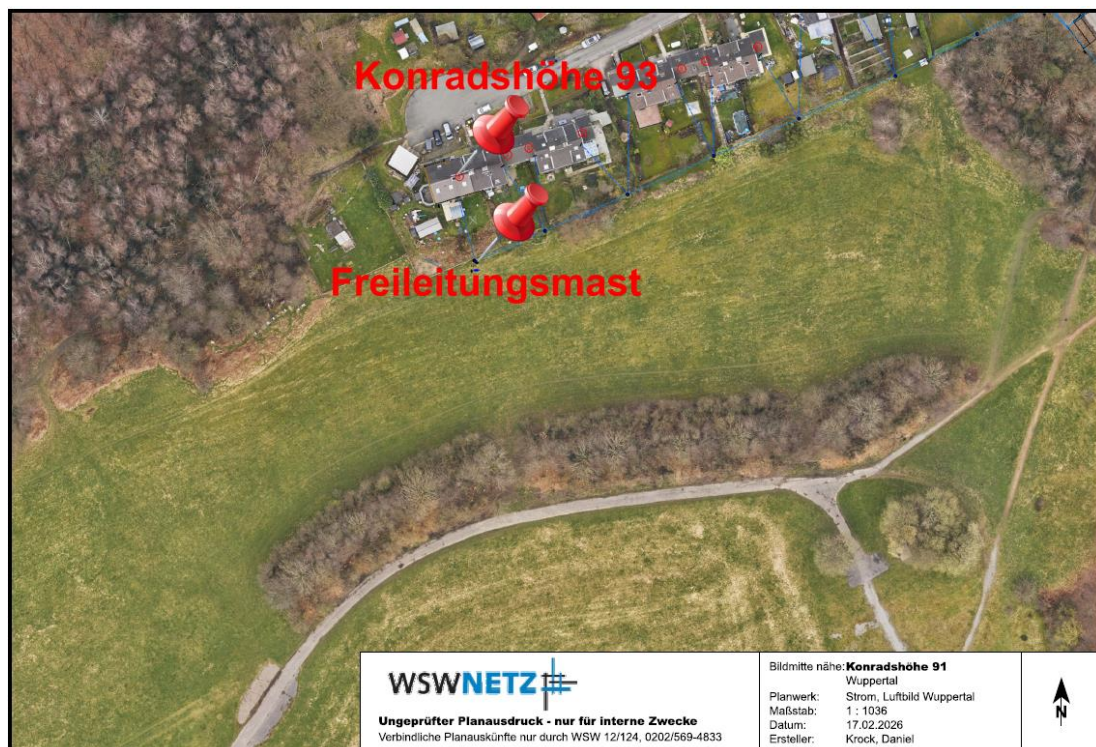 Konradshöhe 93
Freileitungsmast
WSWNETZ
Ungeprüfter Planausdruck - nur für interne Zwecke
Verbindliche Planauskünfte nur durch WSW 12/124, 0202/569-4833
Bildmitte nähe: Konradshöhe 91
Wuppertal
Planwerk: Strom, Luftbild Wuppertal
Maßstab: 1 : 1036
Datum: 17.02.2026
Ersteller: Krock, Daniel
N